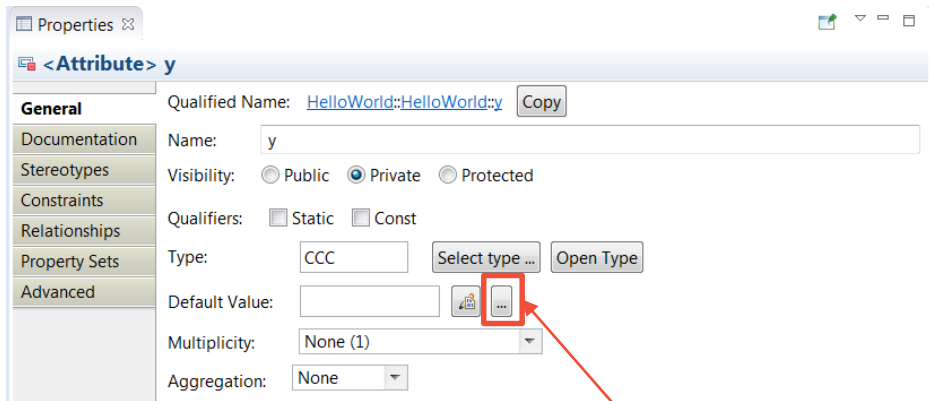 Properties
<Attribute> y
General
Documentation
Stereotypes
Constraints
Relationships
Property Sets
Advanced
Qualified Name: HelloWorld::HelloWorld::y Copy
Name: y
Visibility: Public Private Protected
Qualifiers: Static Const
Type: CCC Select type ... Open Type
Default Value: ...
Multiplicity: None (1)
Aggregation: None